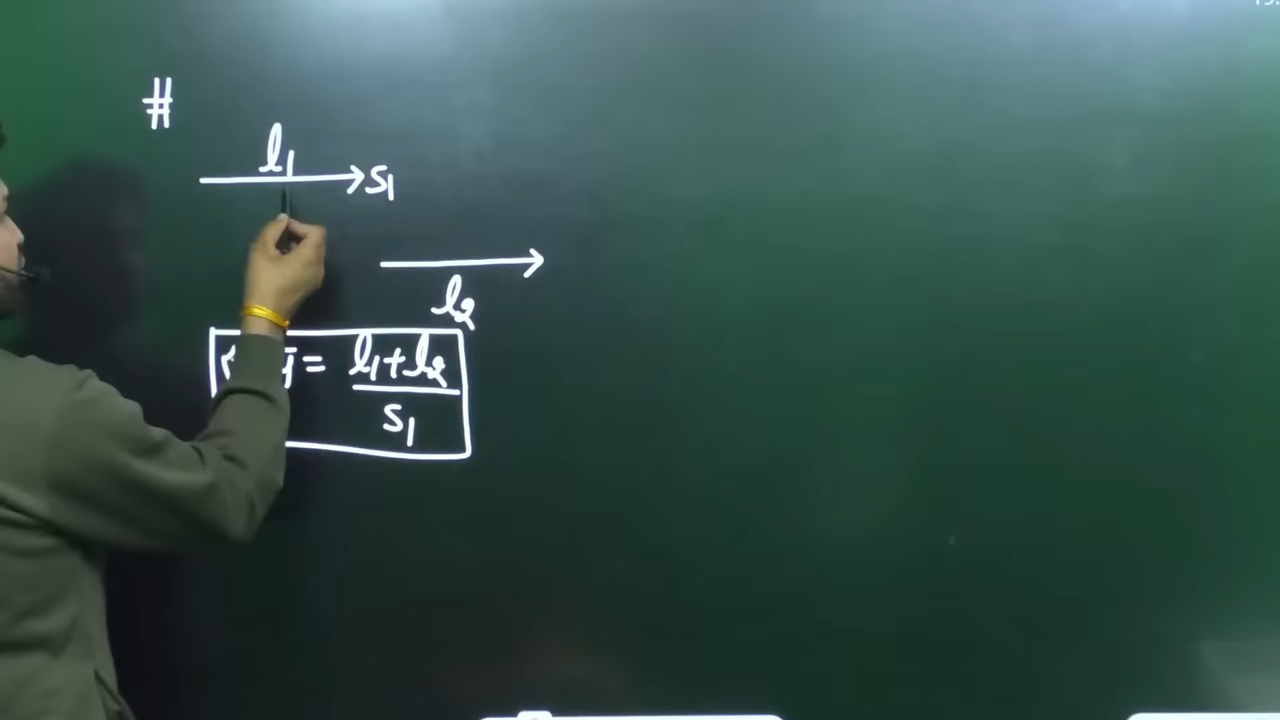 #
l₁
S₁
l₂
= l₁+l₂
S₁